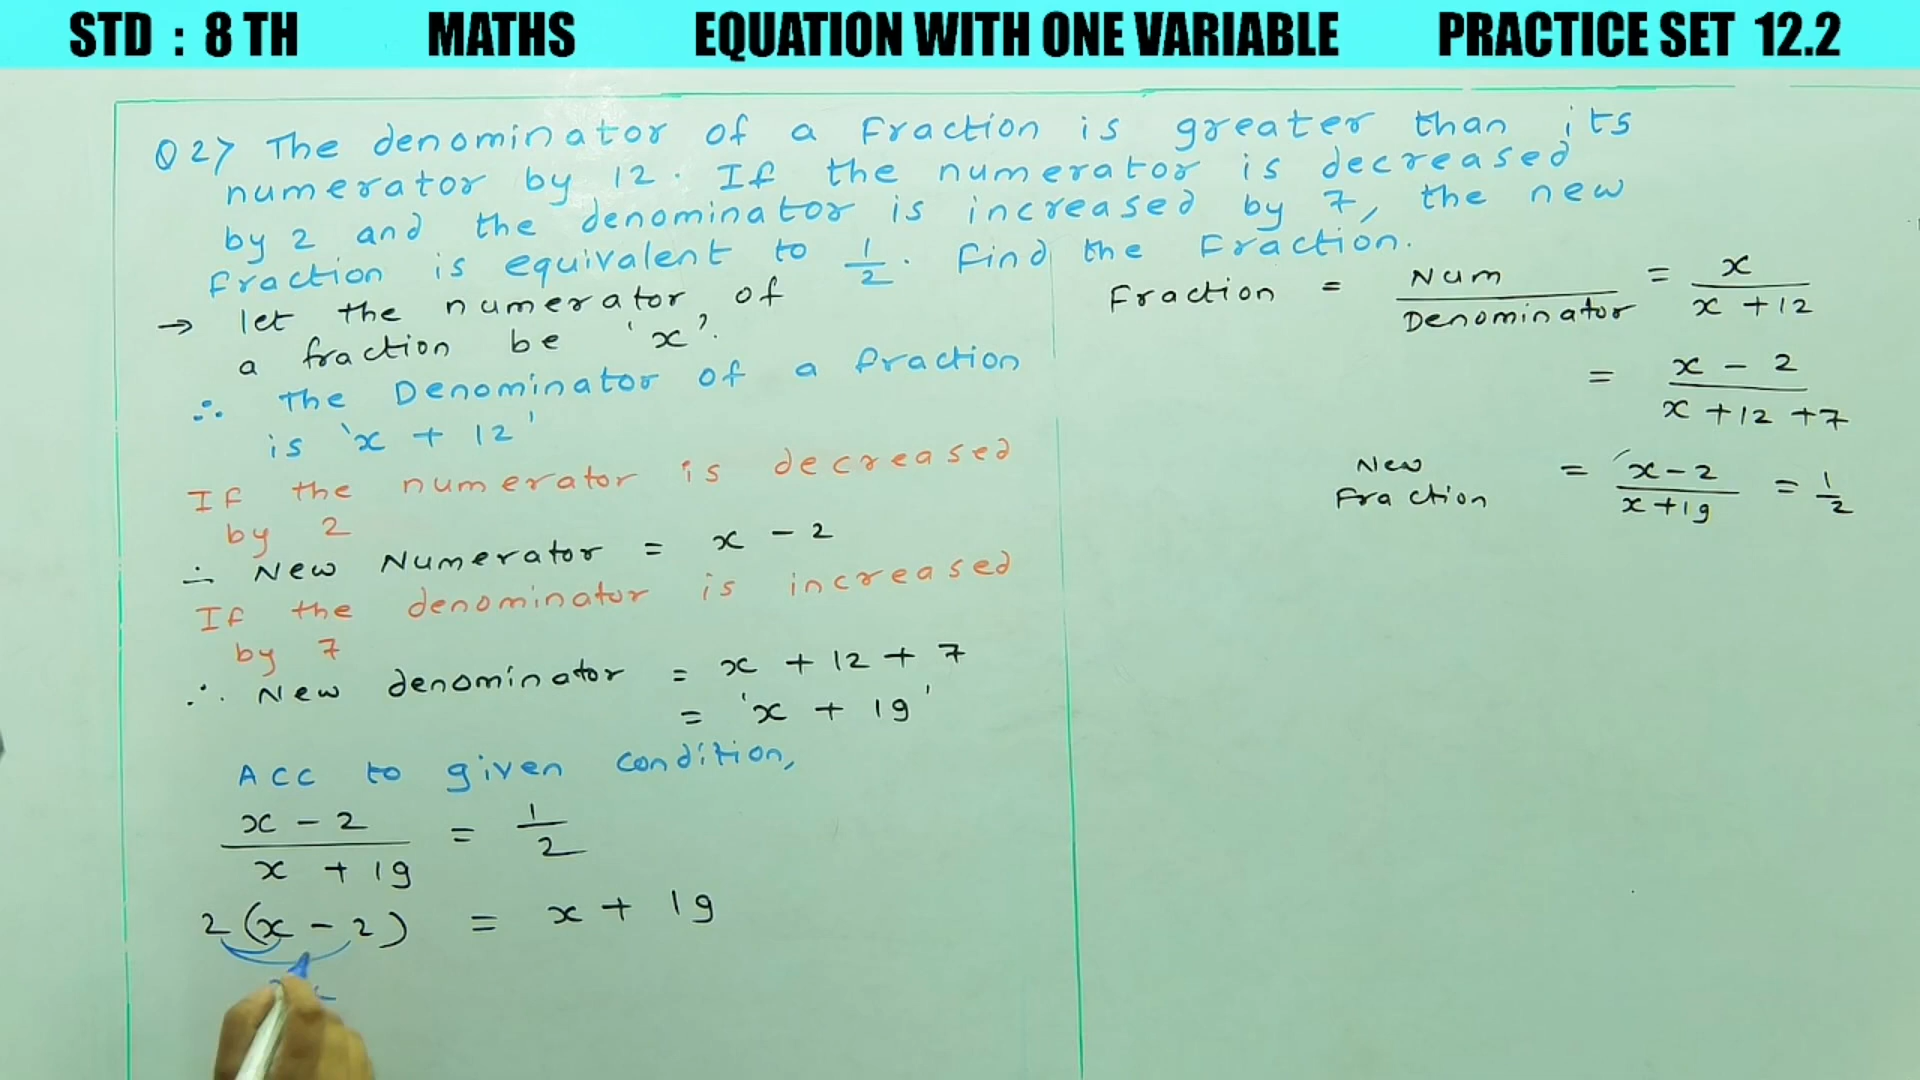 STD : 8 TH MATHS EQUATION WITH ONE VARIABLE PRACTICE SET 12.2
Q 2> The denominator of a Fraction is greater than its
numerator by 12. If the numerator is decreased
by 2 and the denominator is increased by 7, the new
fraction is equivalent to 1/2. Find the Fraction.
→ let the numerator of
a fraction be 'x'.
∴ The Denominator of a fraction
is 'x + 12'
If the numerator is decreased
by 2
∴ New Numerator = x - 2
If the denominator is increased
by 7
∴ New denominator = x + 12 + 7
= 'x + 19'
Acc to given condition,
x - 2 / x + 19 = 1/2
2(x - 2) = x + 19
Fraction = Num / Denominator = x / x + 12
= x - 2 / x + 12 + 7
New Fraction = x - 2 / x + 19 = 1/2